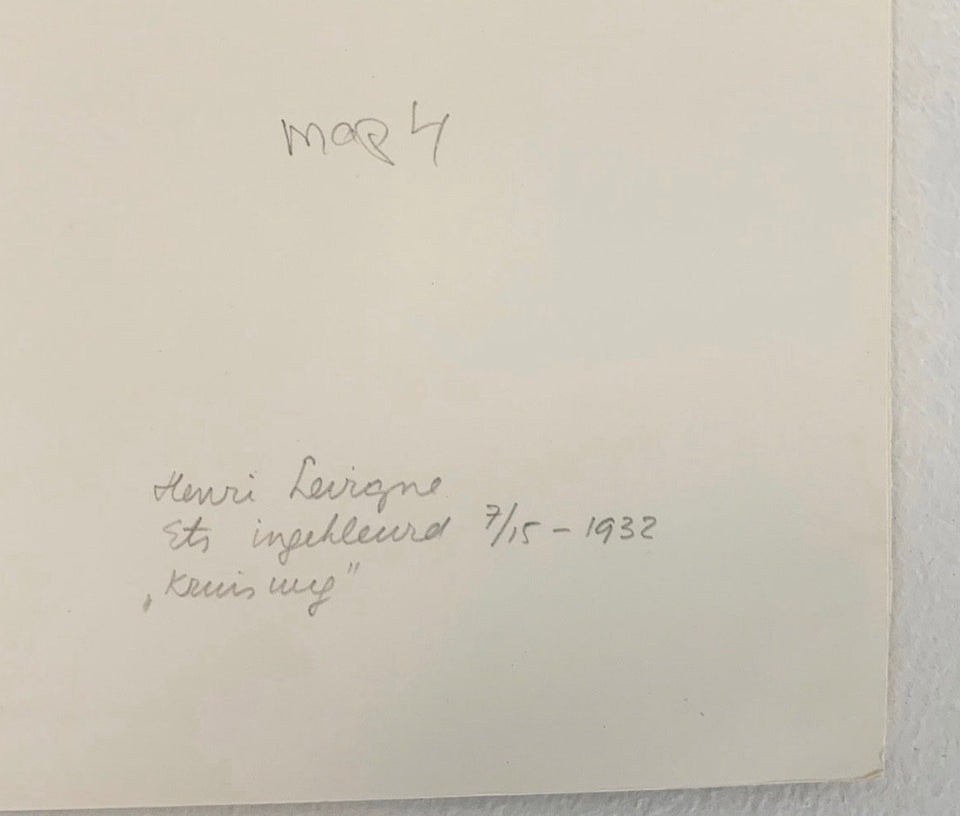 map 4
Henri Levigne
Ets ingekleurd 7/15 - 1932
„Kruisweg"